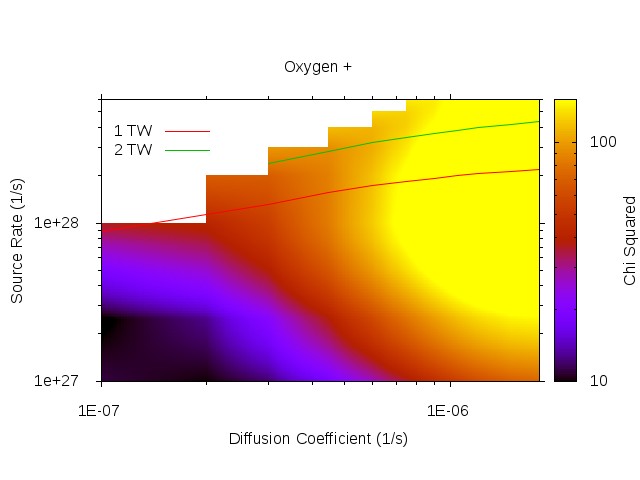 Oxygen +
1 TW
2 TW
100
Source Rate (1/s)
1e+28
Chi Squared
1e+27
10
1E-07
1E-06
Diffusion Coefficient (1/s)